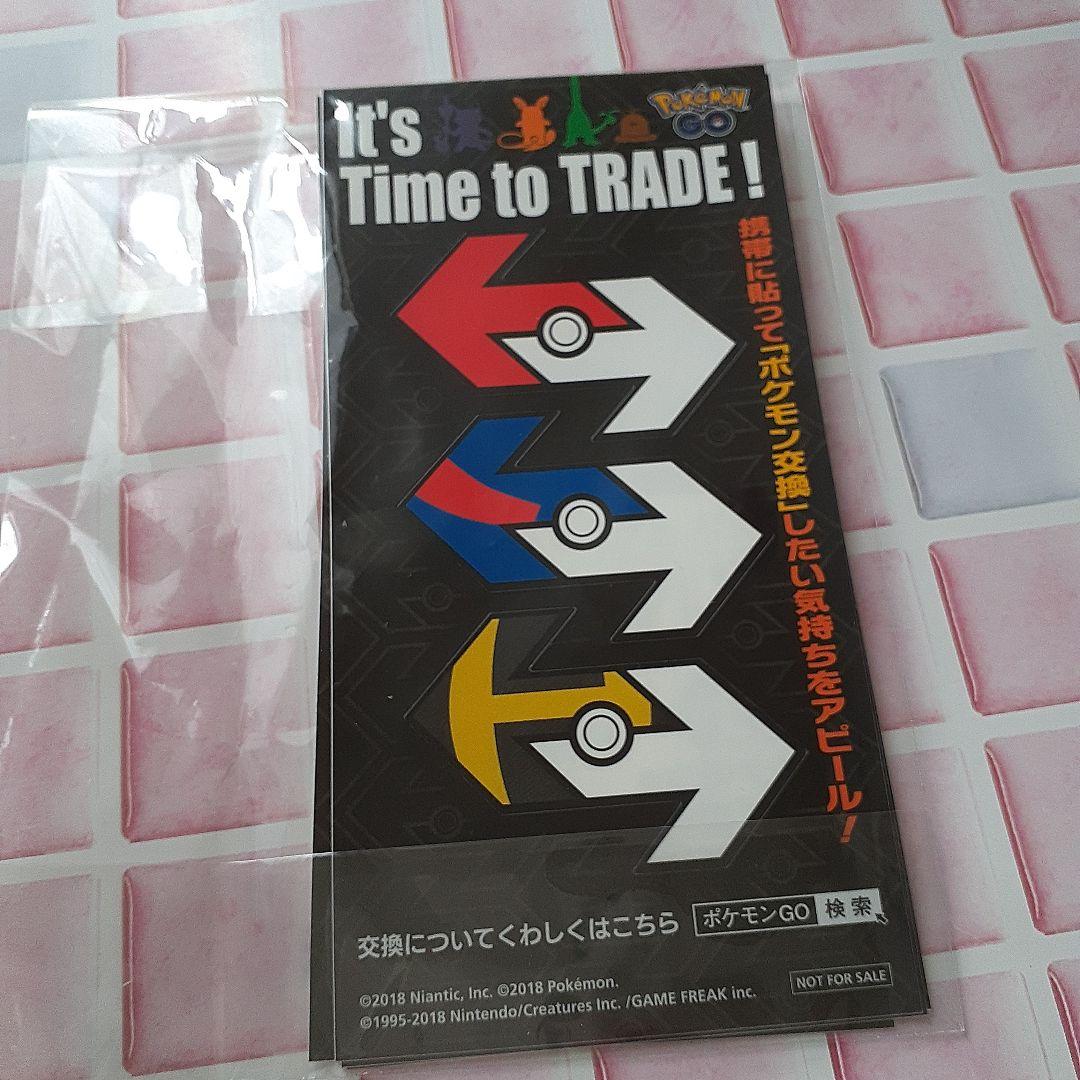 It's
Time to TRADE !
POKéMON
GO
携帯に貼って「ポケモン交換」したい気持ちをアピール！
交換についてくわしくはこちら
ポケモンGO 検索
NOT FOR SALE
©2018 Niantic, Inc. ©2018 Pokémon.
©1995-2018 Nintendo/Creatures Inc. /GAME FREAK inc.